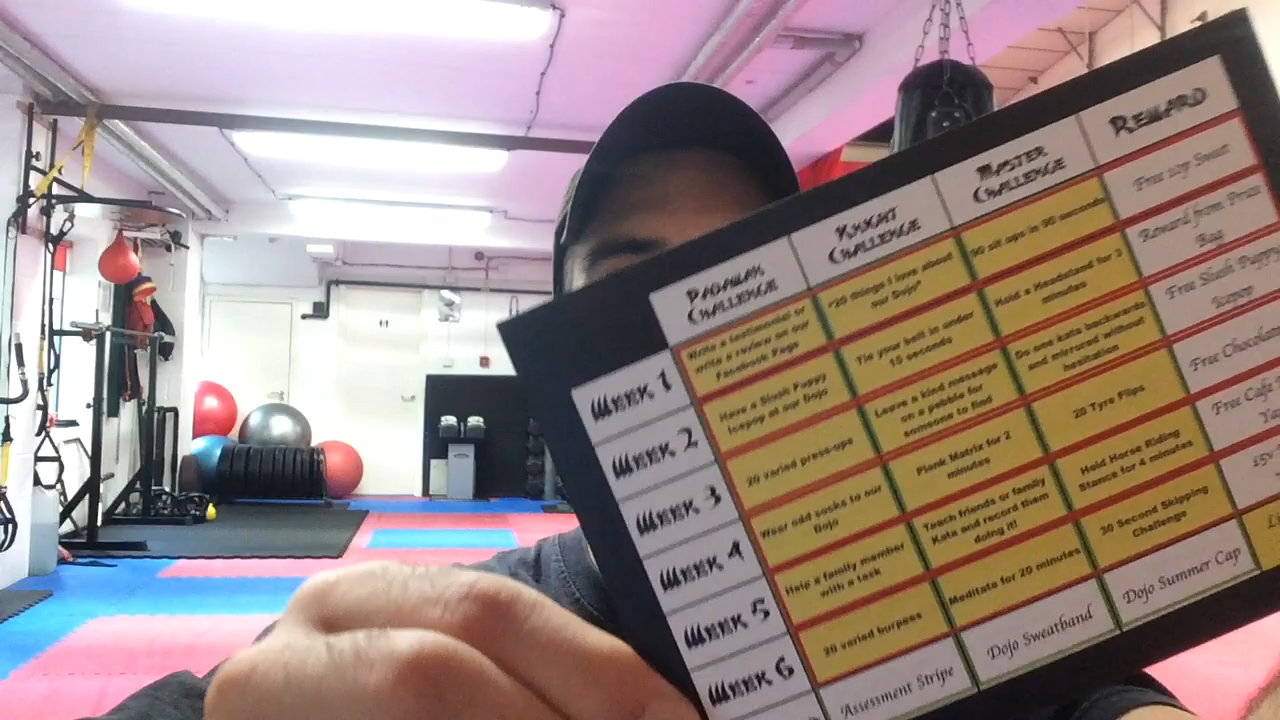 PADAWAN CHALLENGE
KNIGHT CHALLENGE
MASTER CHALLENGE
REWARD
WEEK 1
Write a testimonial or
write a review on our
Facebook Page
"20 things I love about
our Dojo"
90 sit ups in 90 seconds
Free Sweet
WEEK 2
Have a Slush Puppy
Icepop at our Dojo
Tie your belt in under
10 seconds
Hold a Headstand for 3
minutes
Reward from Prize
Bag
WEEK 3
20 varied press-ups
Leave a kind message
on a pebble for
someone to find
Do one kata backwards
and mirrored without
hesitation
Free Slush Puppy
Icepop
WEEK 4
Wear odd socks to our
Dojo
Plank Matrix for 2
minutes
20 Tyre Flips
Free
WEEK 5
Help a family member
with a task
Teach friends or family
Kata and record them
doing it!
Hold Horse Riding
Stance for 4 minutes
Free
WEEK 6
20 varied burpees
Meditate for 20 minutes
30 Second Skipping
Challenge
Assessment Stripe
Dojo Sweatband
Dojo Summer Cap